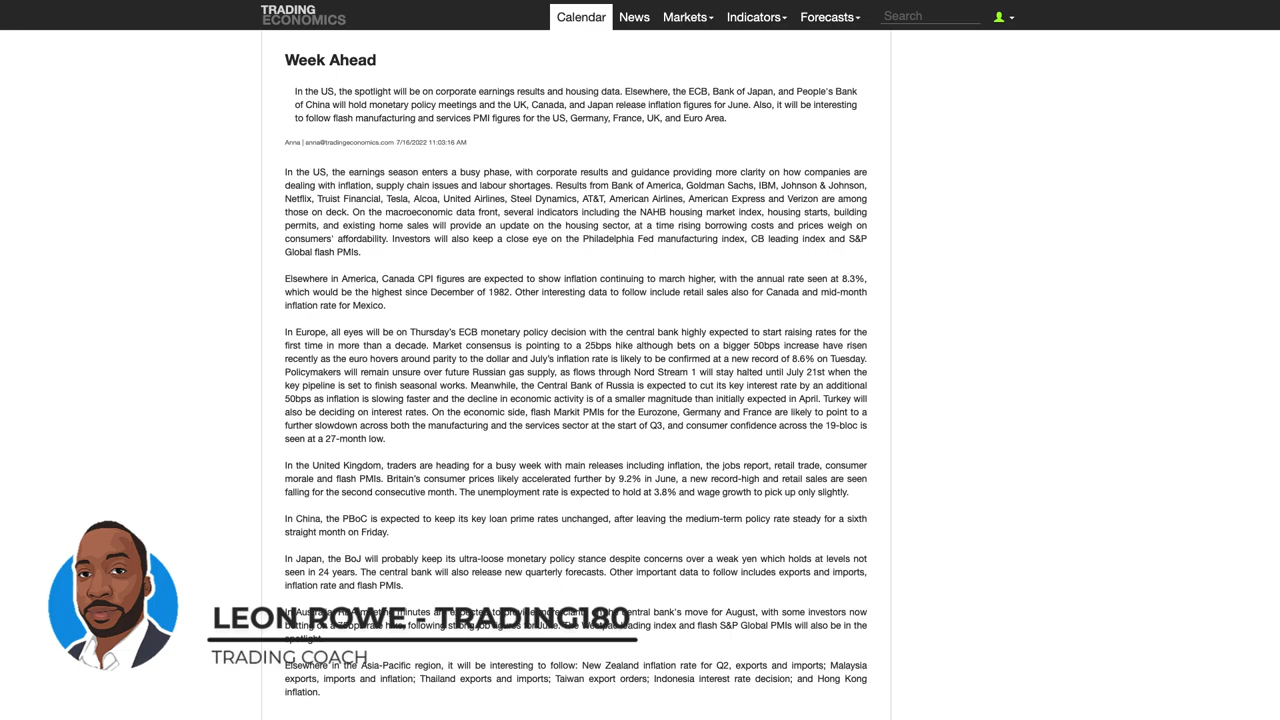 TRADING
ECONOMICS
Calendar News Markets Indicators Forecasts Search
Week Ahead
In the US, the spotlight will be on corporate earnings results and housing data. Elsewhere, the ECB, Bank of Japan, and People's Bank
of China will hold monetary policy meetings and the UK, Canada, and Japan release inflation figures for June. Also, it will be interesting
to follow flash manufacturing and services PMI figures for the US, Germany, France, UK, and Euro Area.
Anna | anna@tradingeconomics.com 7/16/2022 11:03:16 AM
In the US, the earnings season enters a busy phase, with corporate results and guidance providing more clarity on how companies are
dealing with inflation, supply chain issues and labour shortages. Results from Bank of America, Goldman Sachs, IBM, Johnson & Johnson,
Netflix, Truist Financial, Tesla, Alcoa, United Airlines, Steel Dynamics, AT&T, American Airlines, American Express and Verizon are among
those on deck. On the macroeconomic data front, several indicators including the NAHB housing market index, housing starts, building
permits, and existing home sales will provide an update on the housing sector, at a time rising borrowing costs and prices weigh on
consumers' affordability. Investors will also keep a close eye on the Philadelphia Fed manufacturing index, CB leading index and S&P
Global flash PMIs.
Elsewhere in America, Canada CPI figures are expected to show inflation continuing to march higher, with the annual rate seen at 8.3%,
which would be the highest since December of 1982. Other interesting data to follow include retail sales also for Canada and mid-month
inflation rate for Mexico.
In Europe, all eyes will be on Thursday's ECB monetary policy decision with the central bank highly expected to start raising rates for the
first time in more than a decade. Market consensus is pointing to a 25bps hike although bets on a bigger 50bps increase have risen
recently as the euro hovers around parity to the dollar and July's inflation rate is likely to be confirmed at a new record of 8.6% on Tuesday.
Policymakers will remain unsure over future Russian gas supply, as flows through Nord Stream 1 will stay halted until July 21st when the
key pipeline is set to finish seasonal works. Meanwhile, the Central Bank of Russia is expected to cut its key interest rate by an additional
50bps as inflation is slowing faster and the decline in economic activity is of a smaller magnitude than initially expected in April. Turkey will
also be deciding on interest rates. On the economic side, flash Markit PMIs for the Eurozone, Germany and France are likely to point to a
further slowdown across both the manufacturing and the services sector at the start of Q3, and consumer confidence across the 19-bloc is
seen at a 27-month low.
In the United Kingdom, traders are heading for a busy week with main releases including inflation, the jobs report, retail trade, consumer
morale and flash PMIs. Britain's consumer prices likely accelerated further by 9.2% in June, a new record-high and retail sales are seen
falling for the second consecutive month. The unemployment rate is expected to hold at 3.8% and wage growth to pick up only slightly.
In China, the PBoC is expected to keep its key loan prime rates unchanged, after leaving the medium-term policy rate steady for a sixth
straight month on Friday.
In Japan, the BoJ will probably keep its ultra-loose monetary policy stance despite concerns over a weak yen which holds at levels not
seen in 24 years. The central bank will also release new quarterly forecasts. Other important data to follow includes exports and imports,
inflation rate and flash PMIs.
In minutes are expected to central bank's move for August, with some investors now
on a hike, following strong job figures for June. The leading index and flash S&P Global PMIs will also be in the
spotlight.
LEON ROWE - TRADING180
TRADING COACH
Elsewhere in the Asia-Pacific region, it will be interesting to follow: New Zealand inflation rate for Q2, exports and imports; Malaysia
exports, imports and inflation; Thailand exports and imports; Taiwan export orders; Indonesia interest rate decision; and Hong Kong
inflation.